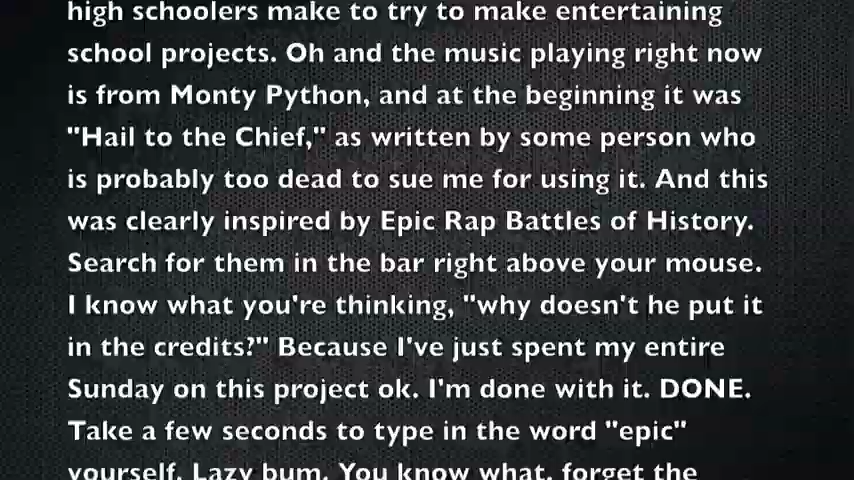 high schoolers make to try to make entertaining
school projects. Oh and the music playing right now
is from Monty Python, and at the beginning it was
"Hail to the Chief," as written by some person who
is probably too dead to sue me for using it. And this
was clearly inspired by Epic Rap Battles of History.
Search for them in the bar right above your mouse.
I know what you're thinking, "why doesn't he put it
in the credits?" Because I've just spent my entire
Sunday on this project ok. I'm done with it. DONE.
Take a few seconds to type in the word "epic"
yourself. Lazy bum. You know what, forget the